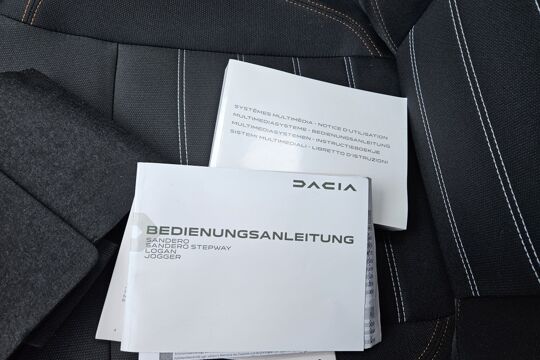 SYSTÈMES MULTIMÉDIA - NOTICE D'UTILISATION
MULTIMEDIASYSTEME - BEDIENUNGSANLEITUNG
MULTIMEDIASYSTEMEN - INSTRUCTIEBOEKJE
SISTEMI MULTIMEDIALI - LIBRETTO D'ISTRUZIONI
DACIA
BEDIENUNGSANLEITUNG
SANDERO
SANDERO STEPWAY
LOGAN
JOGGER